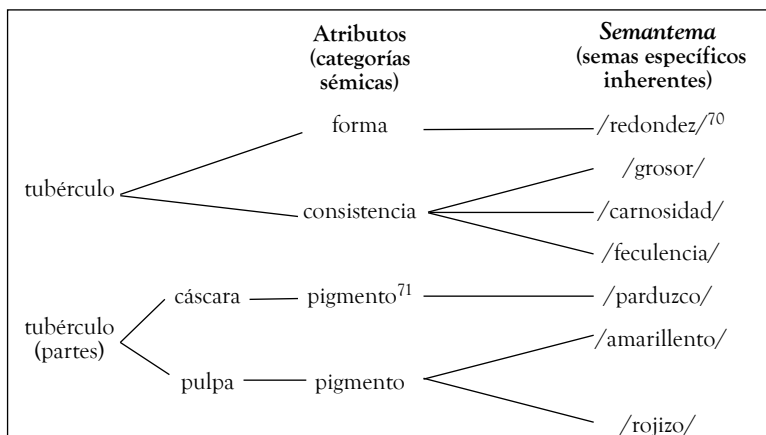 Atributos
(categorías
sémicas)
Semantema
(semas específicos
inherentes)
tubérculo
forma
/redondez/70
consistencia
/grosor/
/carnosidad/
/feculencia/
tubérculo
(partes)
cáscara
pigmento71
/parduzco/
pulpa
pigmento
/amarillento/
/rojizo/